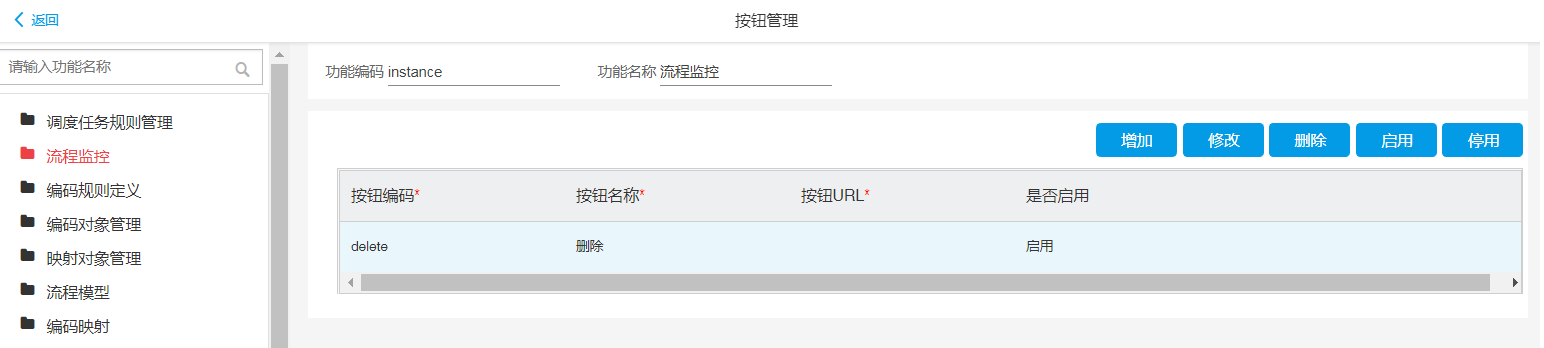 返回
按钮管理
请输入功能名称
调度任务规则管理
流程监控
编码规则定义
编码对象管理
映射对象管理
流程模型
编码映射
功能编码 instance 功能名称 流程监控
增加 修改 删除 启用 停用
按钮编码* 按钮名称* 按钮URL* 是否启用
delete 删除 启用